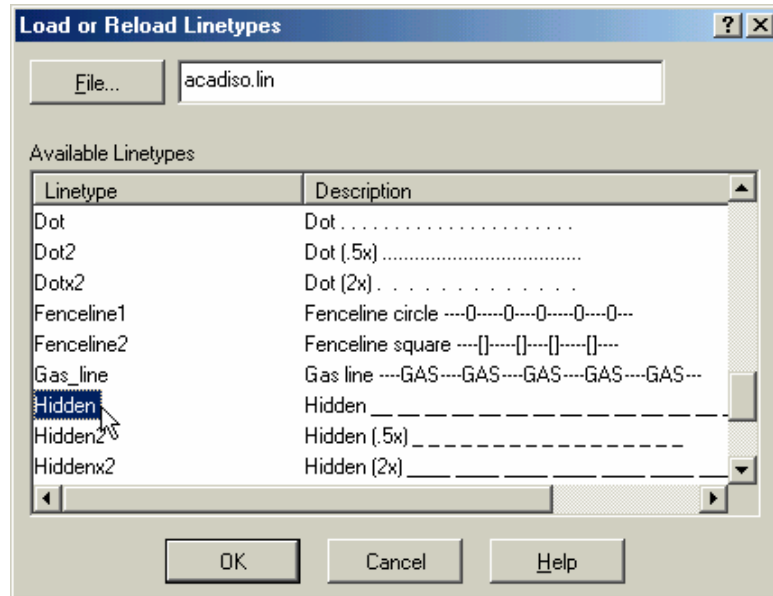 Load or Reload Linetypes
File... acadiso.lin
Available Linetypes
Linetype Description
Dot Dot . . . . . . . . . . . . . . . . . . . . . .
Dot2 Dot (.5x) ........................................
Dotx2 Dot (2x) . . . . . . . . . . . . . .
Fenceline1 Fenceline circle ----0-----0----0-----0----0---
Fenceline2 Fenceline square ----[]-----[]----[]-----[]----
Gas_line Gas line ----GAS----GAS----GAS----GAS----GAS---
Hidden Hidden __ __ __ __ __ __ __ __ __ __ __ __ __ __
Hidden2 Hidden (.5x) _ _ _ _ _ _ _ _ _ _ _ _ _ _ _ _ _
Hiddenx2 Hidden (2x) ____ ____ ____ ____ ____ ____ ____
OK Cancel Help